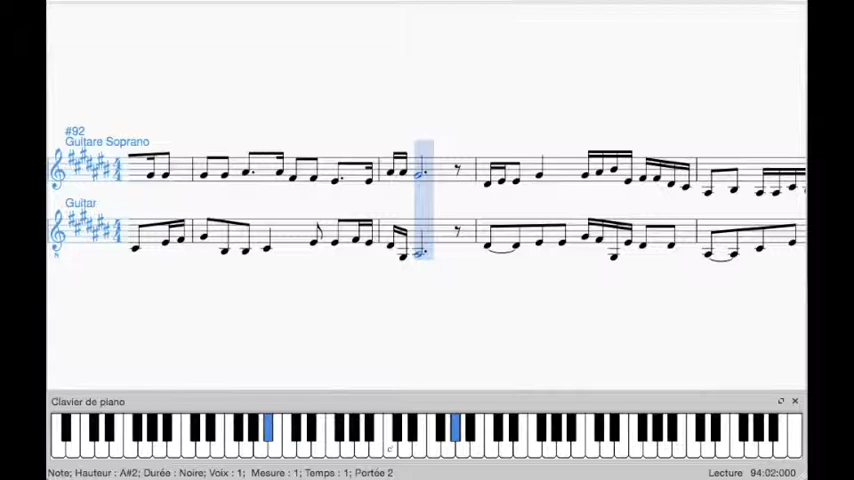 #92
Guitare Soprano
Guitar
Clavier de piano
c'
Note; Hauteur : A#2; Durée : Noire; Voix : 1; Mesure : 1; Temps : 1; Portée 2
Lecture 94:02:000